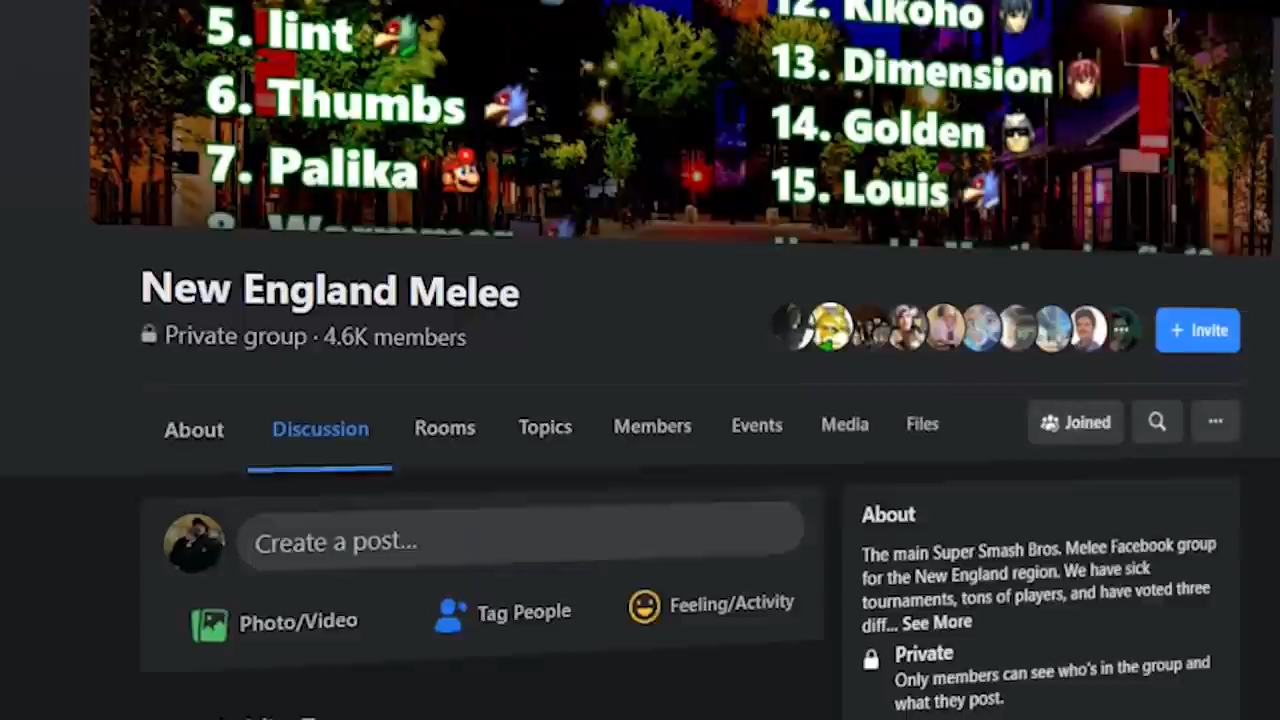 5. lint
6. Thumbs
7. Palika
12. Kikoho
13. Dimension
14. Golden
15. Louis
New England Melee
Private group · 4.6K members
+ Invite
About
Discussion
Rooms
Topics
Members
Events
Media
Files
Joined
Create a post...
Photo/Video
Tag People
Feeling/Activity
About
The main Super Smash Bros. Melee Facebook group
for the New England region. We have sick
tournaments, tons of players, and have voted three
diff... See More
Private
Only members can see who's in the group and
what they post.